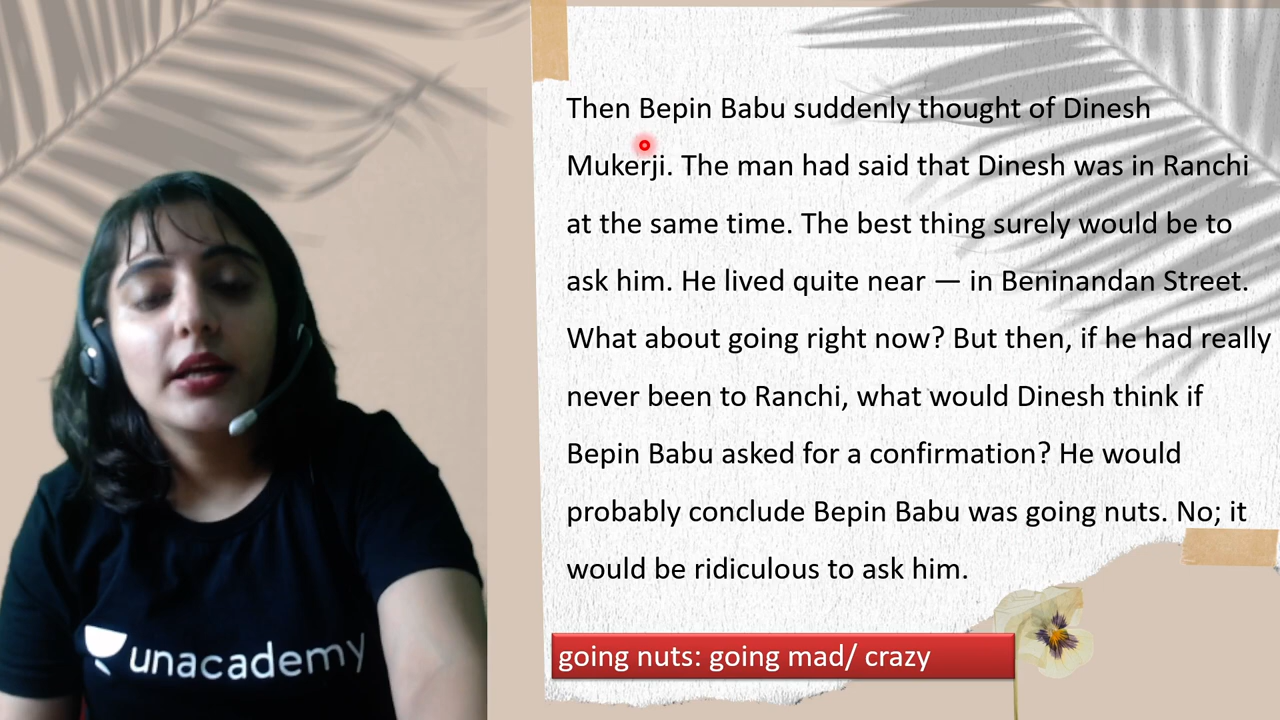 Then Bepin Babu suddenly thought of Dinesh
Mukerji. The man had said that Dinesh was in Ranchi
at the same time. The best thing surely would be to
ask him. He lived quite near — in Beninandan Street.
What about going right now? But then, if he had really
never been to Ranchi, what would Dinesh think if
Bepin Babu asked for a confirmation? He would
probably conclude Bepin Babu was going nuts. No; it
would be ridiculous to ask him.
going nuts: going mad/ crazy
unacademy